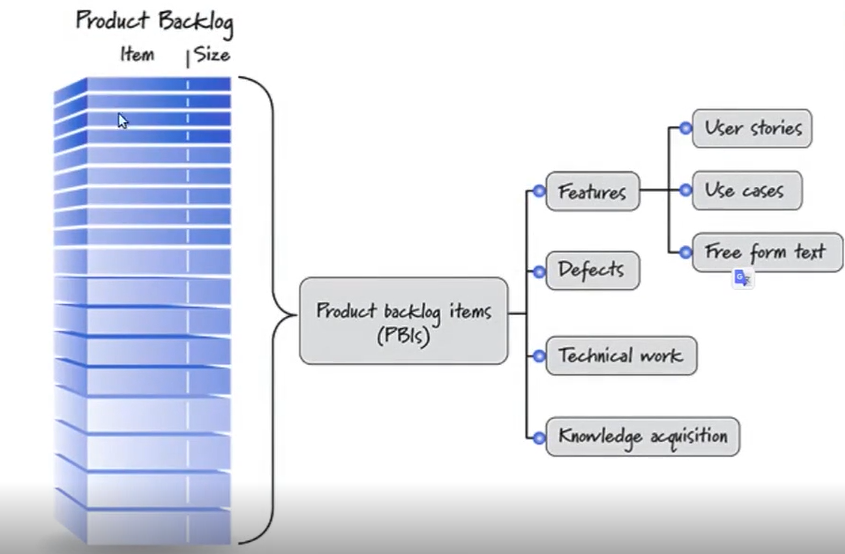 Product Backlog
Item | Size
User stories
Features
Use cases
Free form text
Defects
Product backlog items
(PBIs)
Technical work
Knowledge acquisition